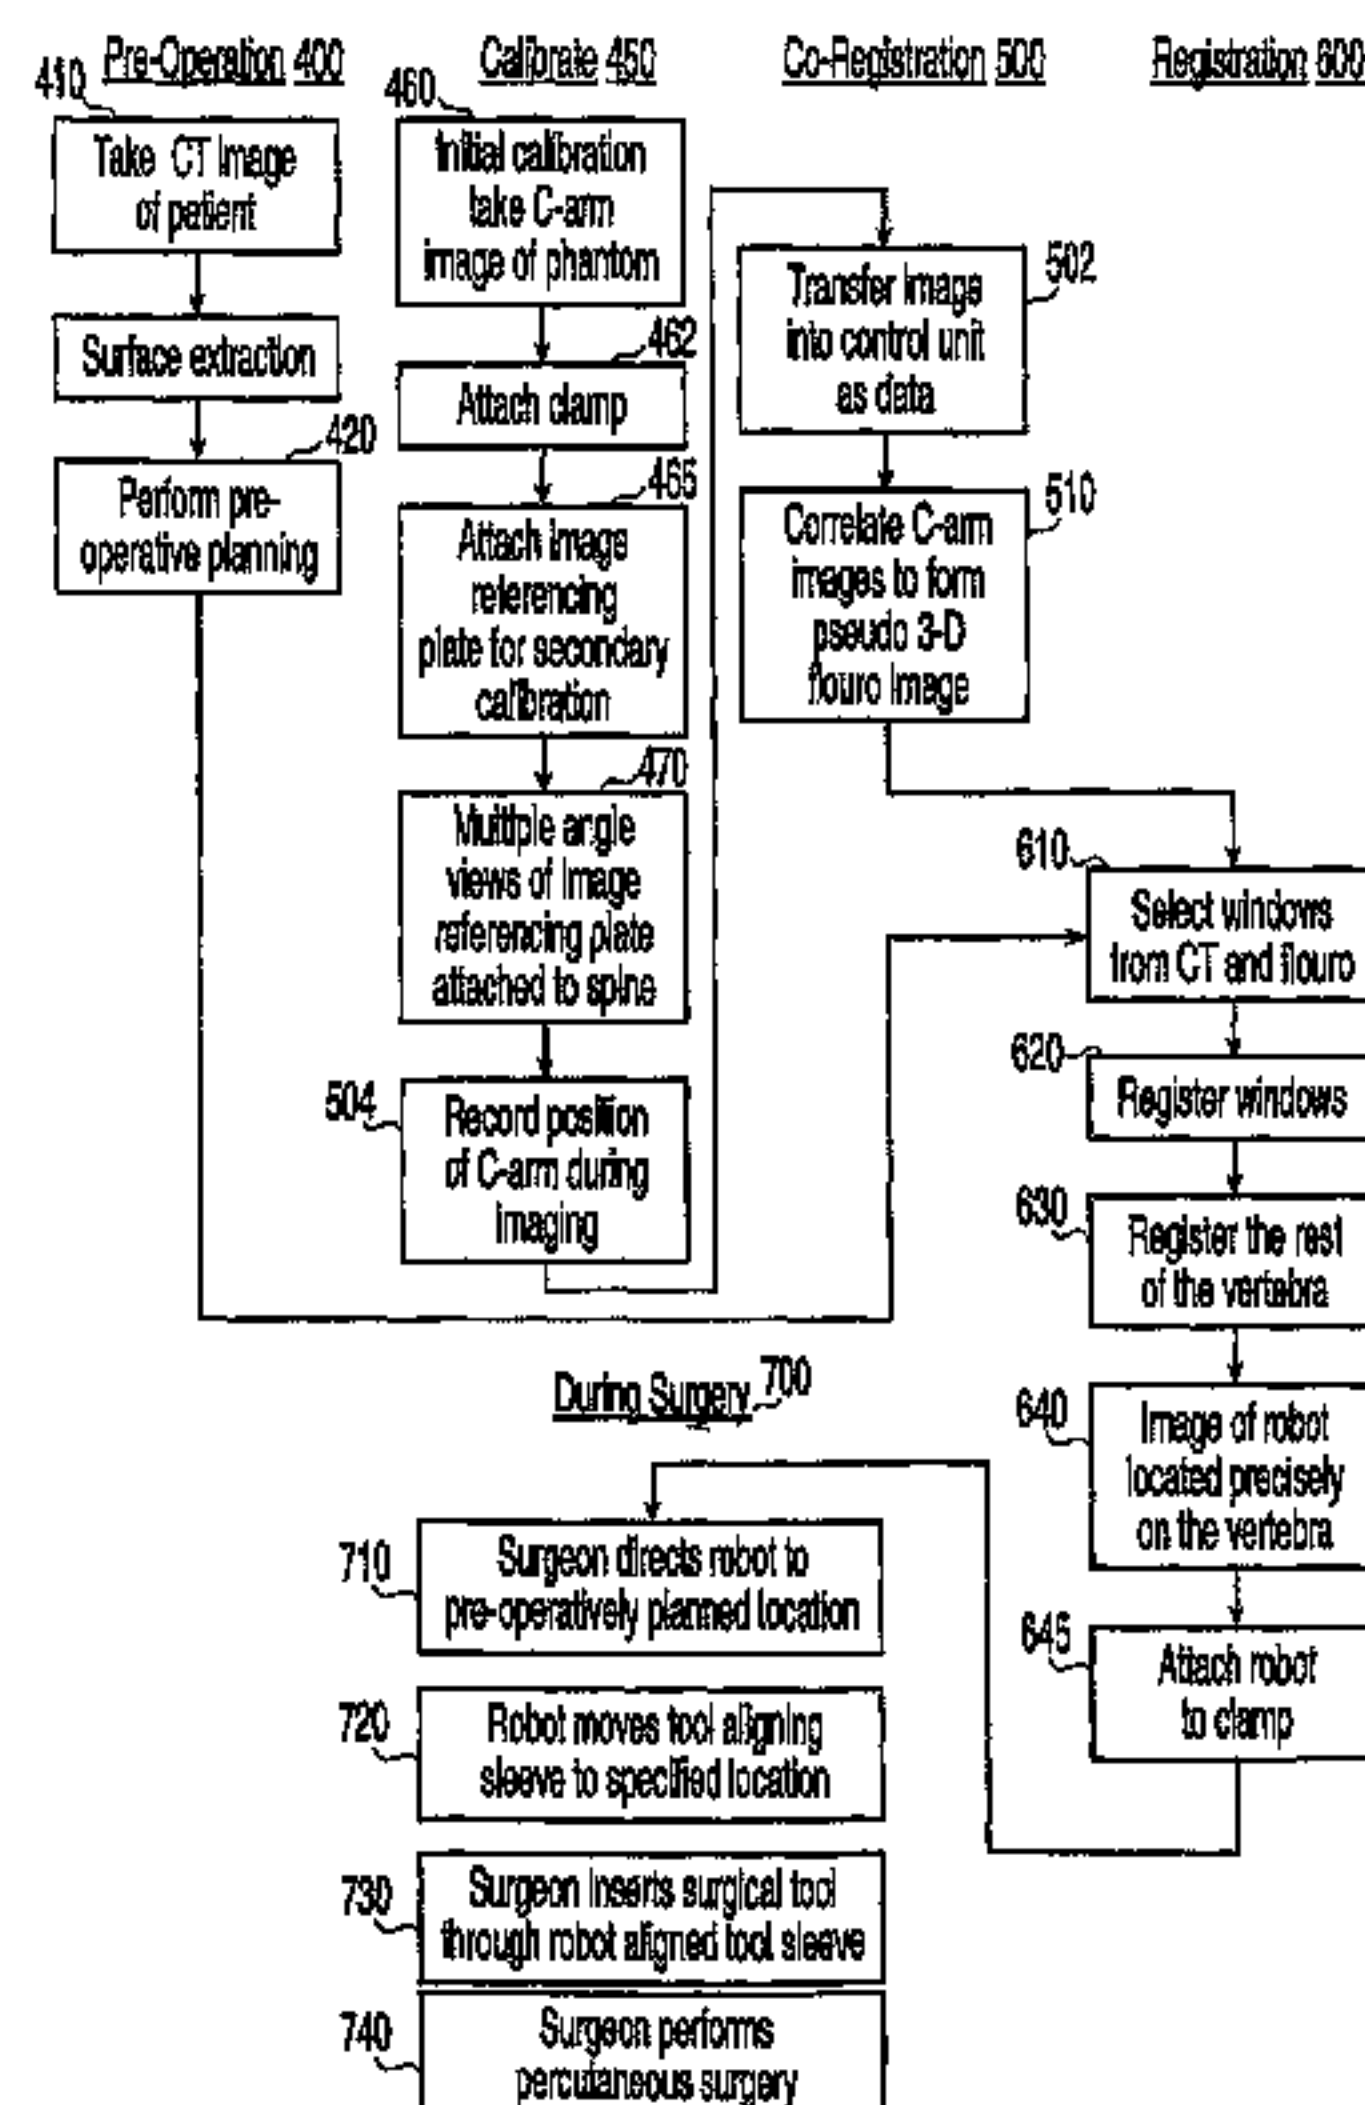 Pre-Operation 400
410
Take CT Image
of patient
Surface extraction
420
Perform pre-
operative planning
Calibrate 450
460
Initial calibration
take C-arm
image of phantom
462
Attach clamp
465
Attach image
referencing
plate for secondary
calibration
470
Multiple angle
views of image
referencing plate
attached to spine
504
Record position
of C-arm during
imaging
Co-Registration 500
502
Transfer image
into control unit
as data
510
Correlate C-arm
images to form
pseudo 3-D
flouro image
Registration 600
610
Select windows
from CT and flouro
620
Register windows
630
Register the rest
of the vertebra
640
Image of robot
located precisely
on the vertebra
645
Attach robot
to clamp
During Surgery 700
710
Surgeon directs robot to
pre-operatively planned location
720
Robot moves tool aligning
sleeve to specified location
730
Surgeon inserts surgical tool
through robot aligned tool sleeve
740
Surgeon performs
percutaneous surgery